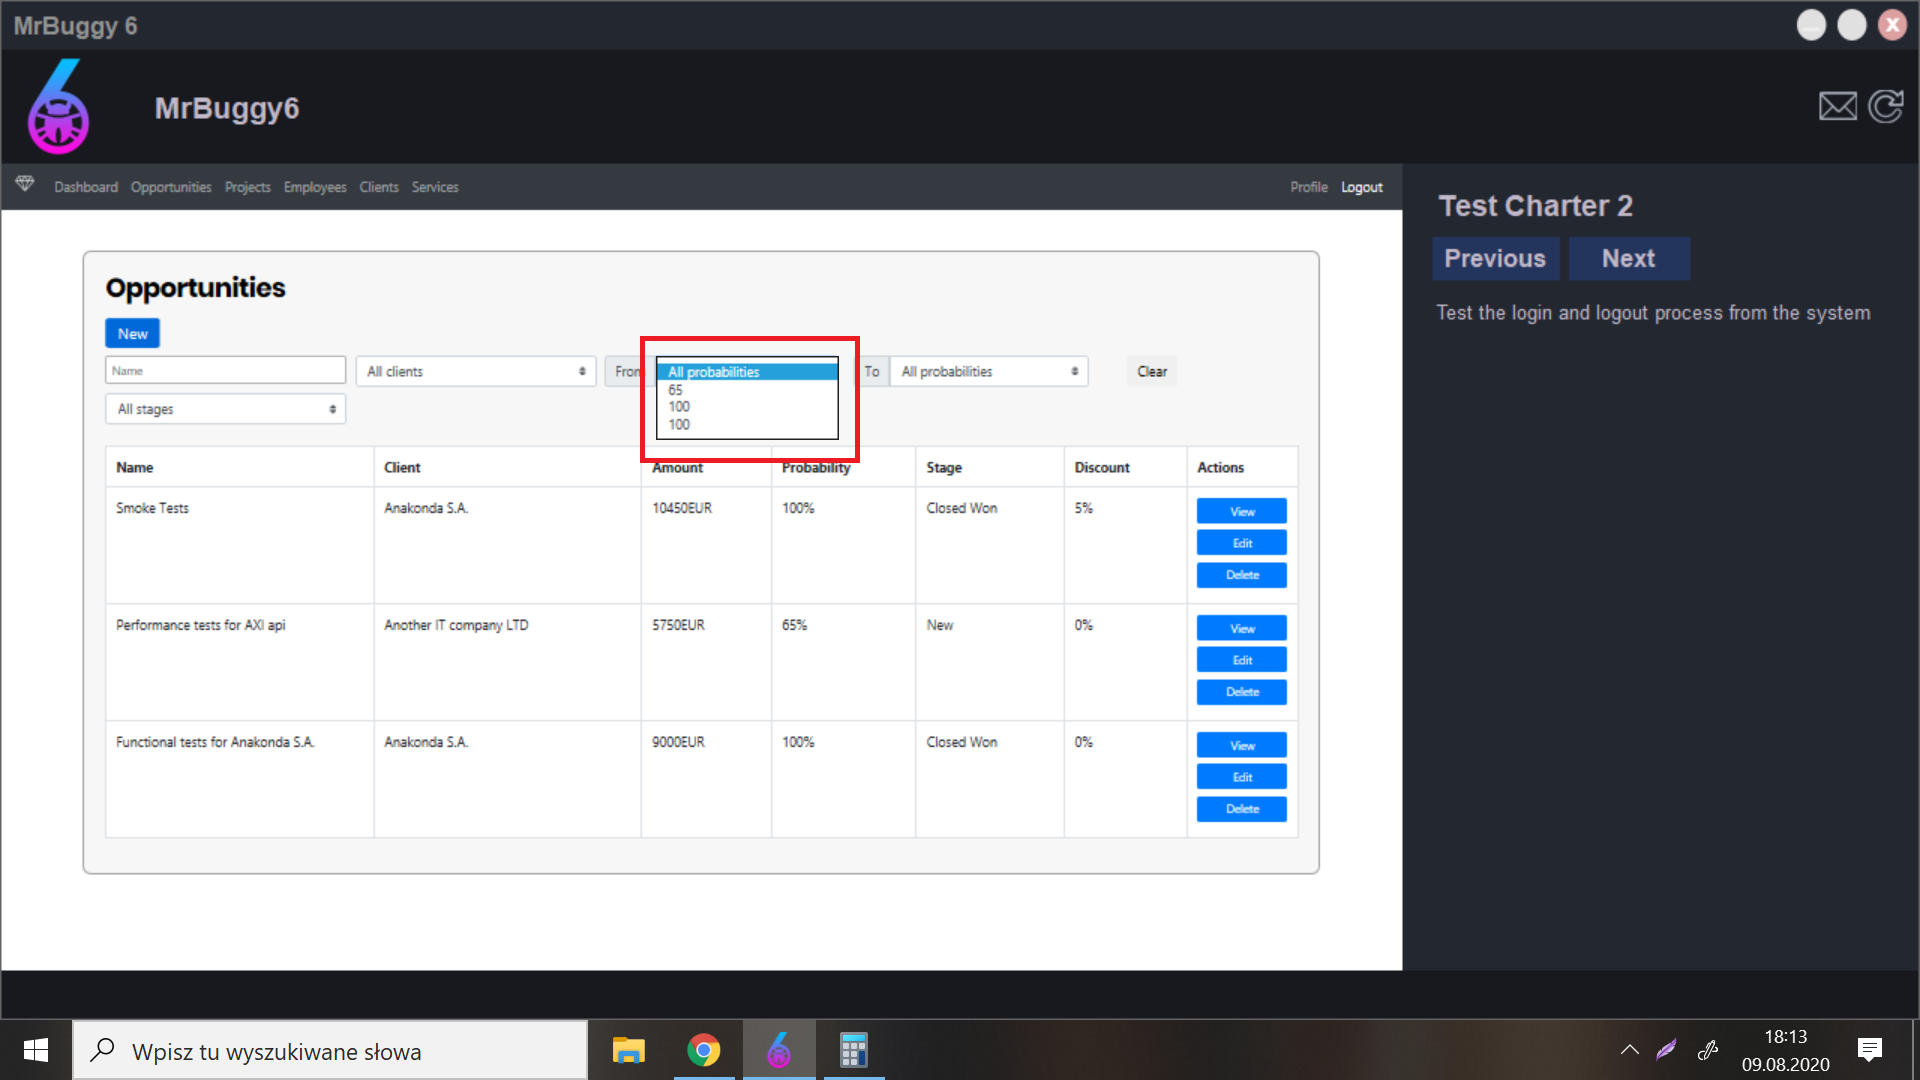 MrBuggy 6
MrBuggy6
Dashboard Opportunities Projects Employees Clients Services
Profile Logout
Test Charter 2
Previous Next
Test the login and logout process from the system
Opportunities
New
Name All clients From All probabilities To All probabilities Clear
65
100
100
All stages
Name Client Amount Probability Stage Discount Actions
Smoke Tests Anakonda S.A. 10450EUR 100% Closed Won 5% View
Edit
Delete
Performance tests for AXI api Another IT company LTD 5750EUR 65% New 0% View
Edit
Delete
Functional tests for Anakonda S.A. Anakonda S.A. 9000EUR 100% Closed Won 0% View
Edit
Delete
Wpisz tu wyszukiwane słowa
18:13
09.08.2020